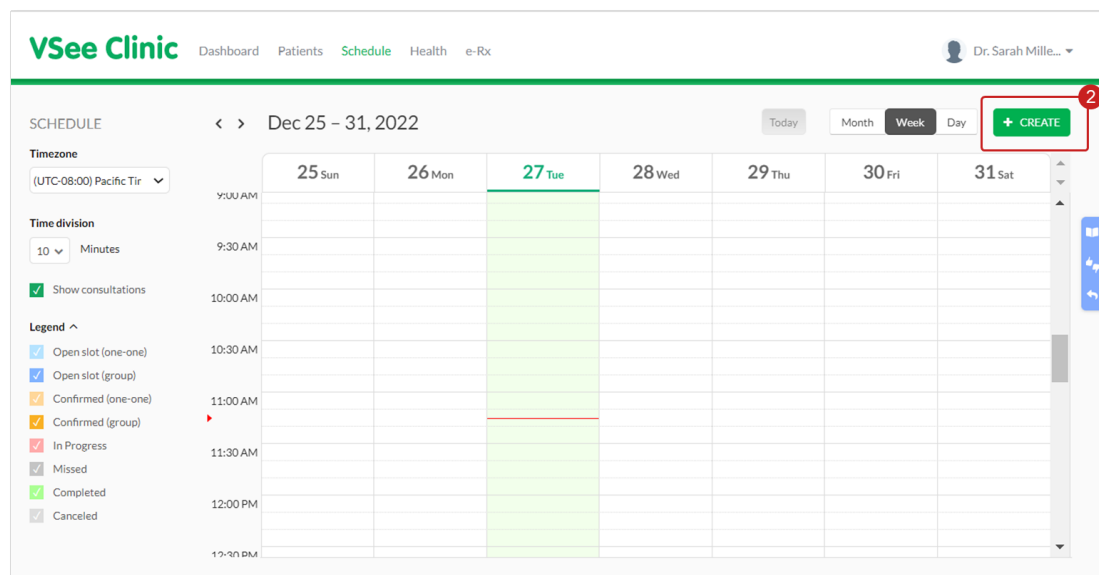 VSee Clinic Dashboard Patients Schedule Health e-Rx Dr. Sarah Mille...
2
SCHEDULE Dec 25 – 31, 2022 Today Month Week Day + CREATE
Timezone
(UTC-08:00) Pacific Tir
25 Sun 26 Mon 27 Tue 28 Wed 29 Thu 30 Fri 31 Sat
9:00 AM
Time division
10 Minutes
9:30 AM
Show consultations
10:00 AM
Legend
Open slot (one-one)
10:30 AM
Open slot (group)
Confirmed (one-one)
11:00 AM
Confirmed (group)
In Progress
11:30 AM
Missed
Completed
12:00 PM
Canceled
12:30 PM